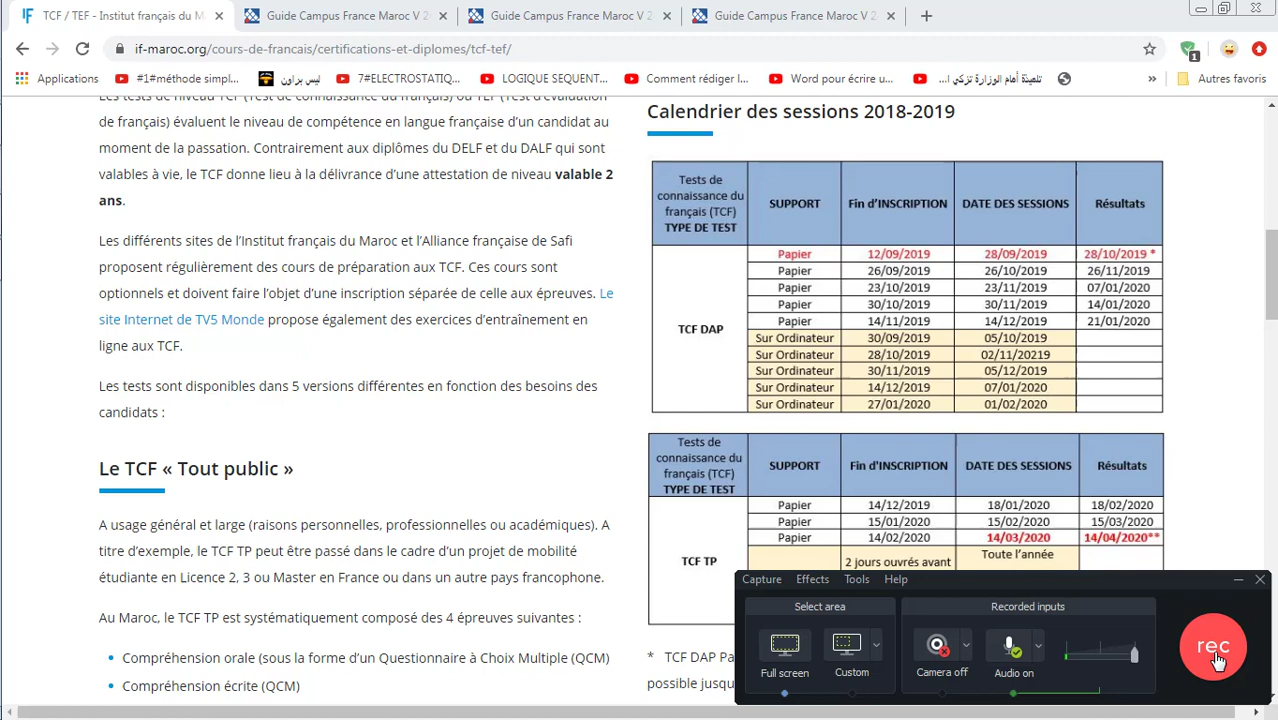 TCF / TEF - Institut français du M
Guide Campus France Maroc V 2
Guide Campus France Maroc V 2
Guide Campus France Maroc V 2
if-maroc.org/cours-de-francais/certifications-et-diplomes/tcf-tef/
1
Applications
#1#méthode simpl...
ليس براون
7#ELECTROSTATIQ...
LOGIQUE SEQUENT...
Comment rédiger l...
Word pour écrire u...
تلميذة أمام الوزارة تزكي ا...
»
Autres favoris
Les tests de niveau TCF (Test de connaissance du français) ou TEF (Test d'évaluation
de français) évaluent le niveau de compétence en langue française d'un candidat au
moment de la passation. Contrairement aux diplômes du DELF et du DALF qui sont
valables à vie, le TCF donne lieu à la délivrance d'une attestation de niveau valable 2
ans.
Les différents sites de l'Institut français du Maroc et l'Alliance française de Safi
proposent régulièrement des cours de préparation aux TCF. Ces cours sont
optionnels et doivent faire l'objet d'une inscription séparée de celle aux épreuves. Le
site Internet de TV5 Monde propose également des exercices d'entraînement en
ligne aux TCF.
Les tests sont disponibles dans 5 versions différentes en fonction des besoins des
candidats :
Le TCF « Tout public »
A usage général et large (raisons personnelles, professionnelles ou académiques). A
titre d'exemple, le TCF TP peut être passé dans le cadre d'un projet de mobilité
étudiante en Licence 2, 3 ou Master en France ou dans un autre pays francophone.
Au Maroc, le TCF TP est systématiquement composé des 4 épreuves suivantes :
Compréhension orale (sous la forme d'un Questionnaire à Choix Multiple (QCM)
Compréhension écrite (QCM)
Calendrier des sessions 2018-2019
Tests de
connaissance du
français (TCF)
TYPE DE TEST
SUPPORT Fin d'INSCRIPTION DATE DES SESSIONS Résultats
Papier 12/09/2019 28/09/2019 28/10/2019 *
Papier 26/09/2019 26/10/2019 26/11/2019
Papier 23/10/2019 23/11/2019 07/01/2020
Papier 30/10/2019 30/11/2019 14/01/2020
Papier 14/11/2019 14/12/2019 21/01/2020
TCF DAP
Sur Ordinateur 30/09/2019 05/10/2019
Sur Ordinateur 28/10/2019 02/11/20219
Sur Ordinateur 30/11/2019 05/12/2019
Sur Ordinateur 14/12/2019 07/01/2020
Sur Ordinateur 27/01/2020 01/02/2020
Tests de
connaissance du
français (TCF)
TYPE DE TEST
SUPPORT Fin d'INSCRIPTION DATE DES SESSIONS Résultats
Papier 14/12/2019 18/01/2020 18/02/2020
Papier 15/01/2020 15/02/2020 15/03/2020
Papier 14/02/2020 14/03/2020 14/04/2020**
TCF TP
2 jours ouvrés avant
Toute l'année
* TCF DAP Pa
possible jusqu
Capture Effects Tools Help
Select area
Recorded inputs
Full screen
Custom
Camera off
Audio on
rec